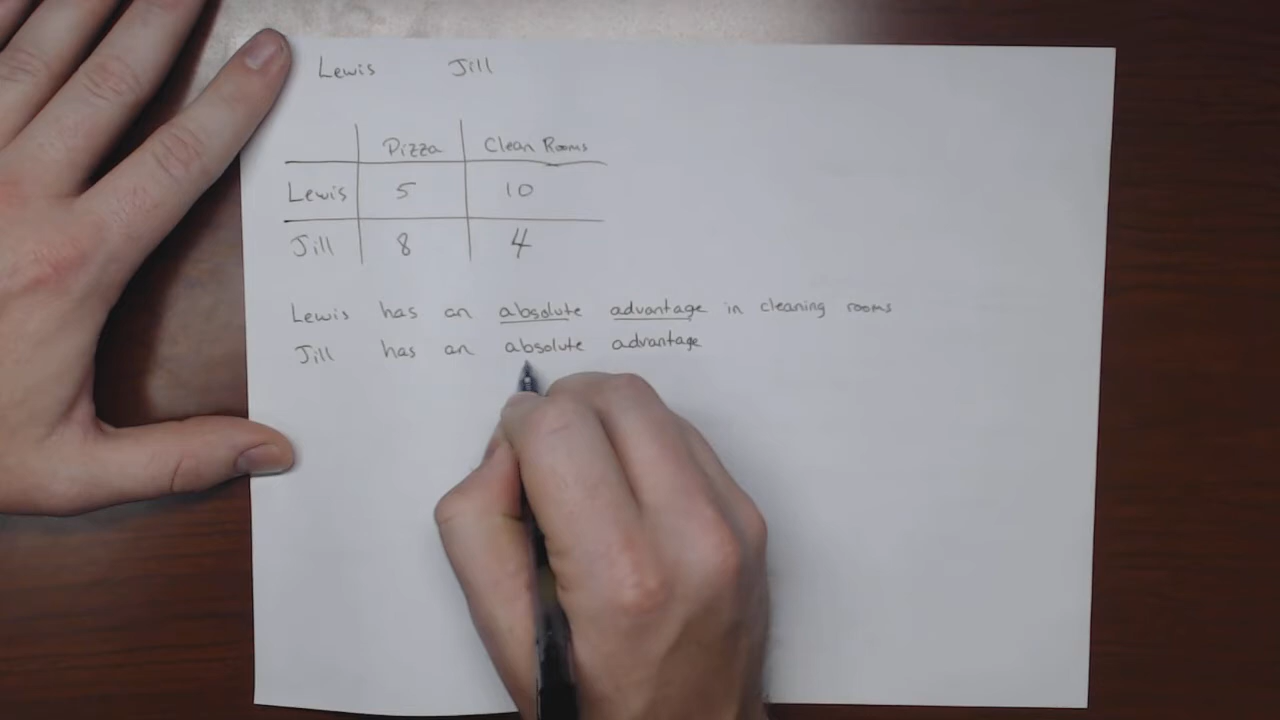 Lewis Jill
Pizza Clean Rooms
Lewis 5 10
Jill 8 4
Lewis has an absolute advantage in cleaning rooms
Jill has an absolute advantage